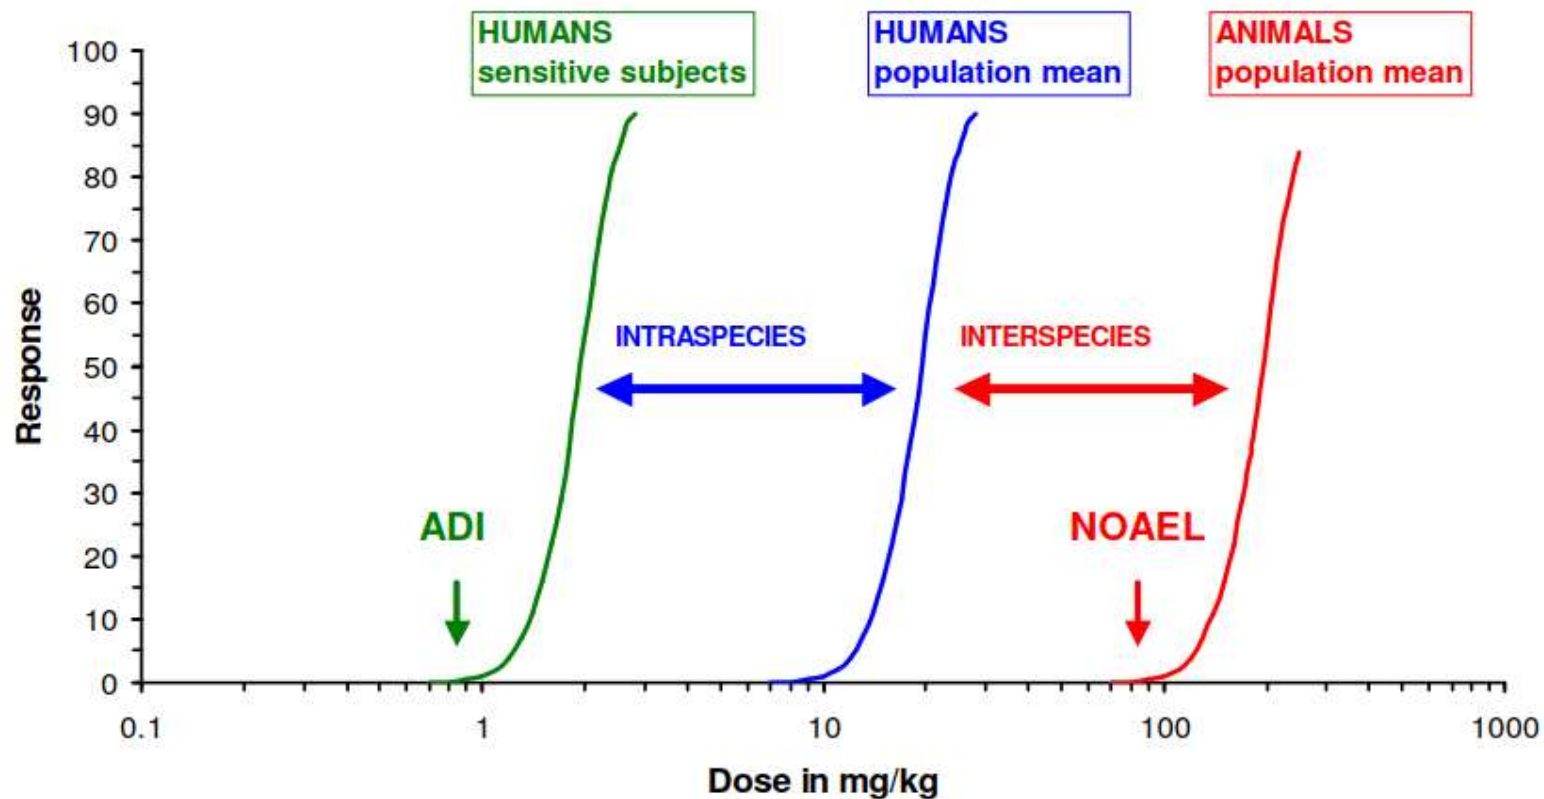 HUMANS
sensitive subjects
HUMANS
population mean
ANIMALS
population mean
100
90
80
70
60
50
40
30
20
10
0
Response
INTRASPECIES
INTERSPECIES
ADI
NOAEL
0.1
1
10
100
1000
Dose in mg/kg